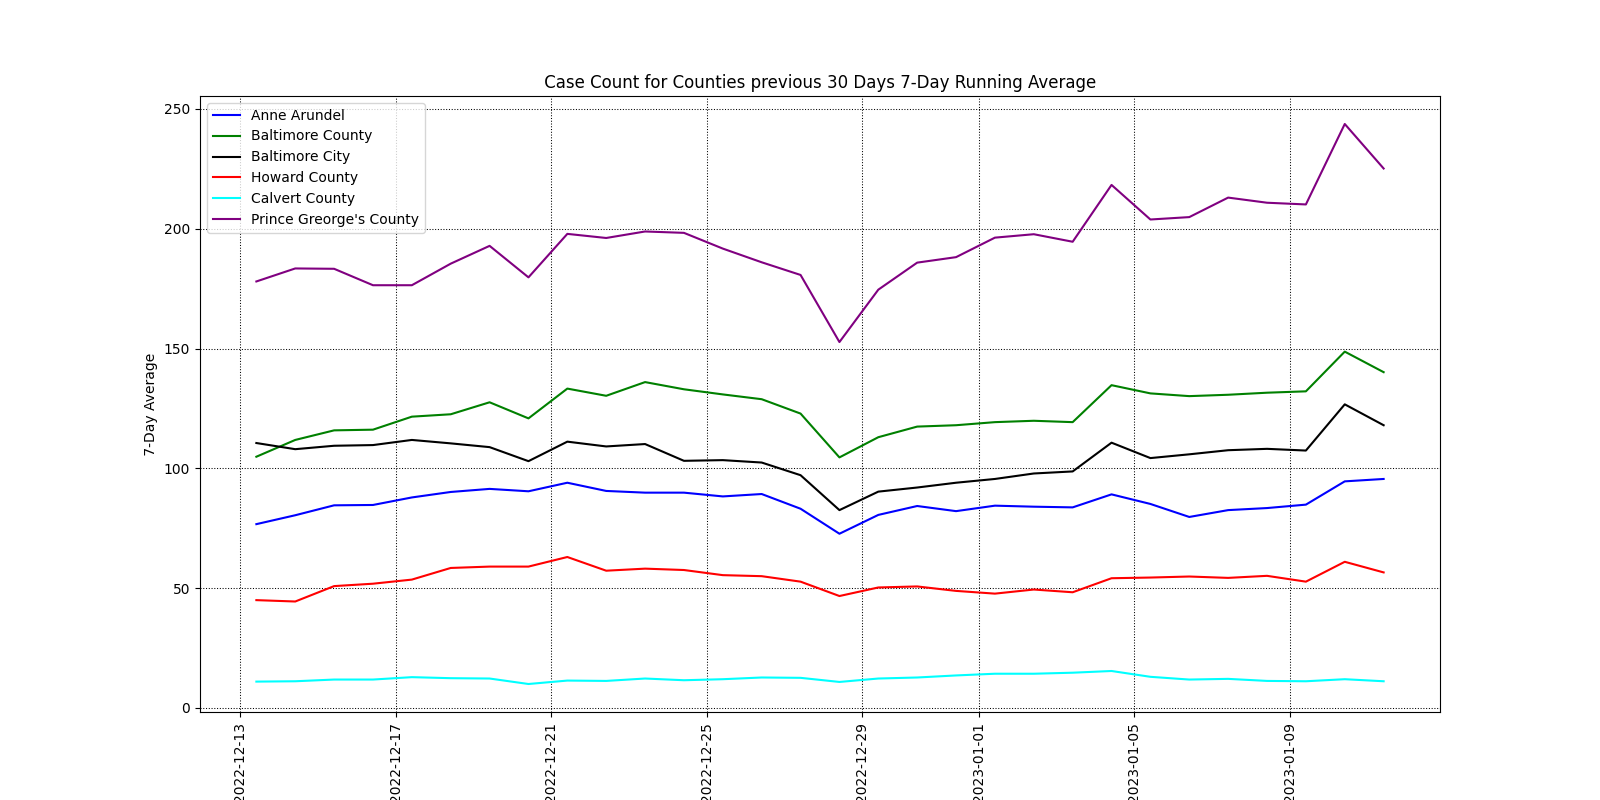 Case Count for Counties previous 30 Days 7-Day Running Average
250
200
150
100
50
0
7-Day Average
Anne Arundel
Baltimore County
Baltimore City
Howard County
Calvert County
Prince Greorge's County
2022-12-13
2022-12-17
2022-12-21
2022-12-25
2022-12-29
2023-01-01
2023-01-05
2023-01-09